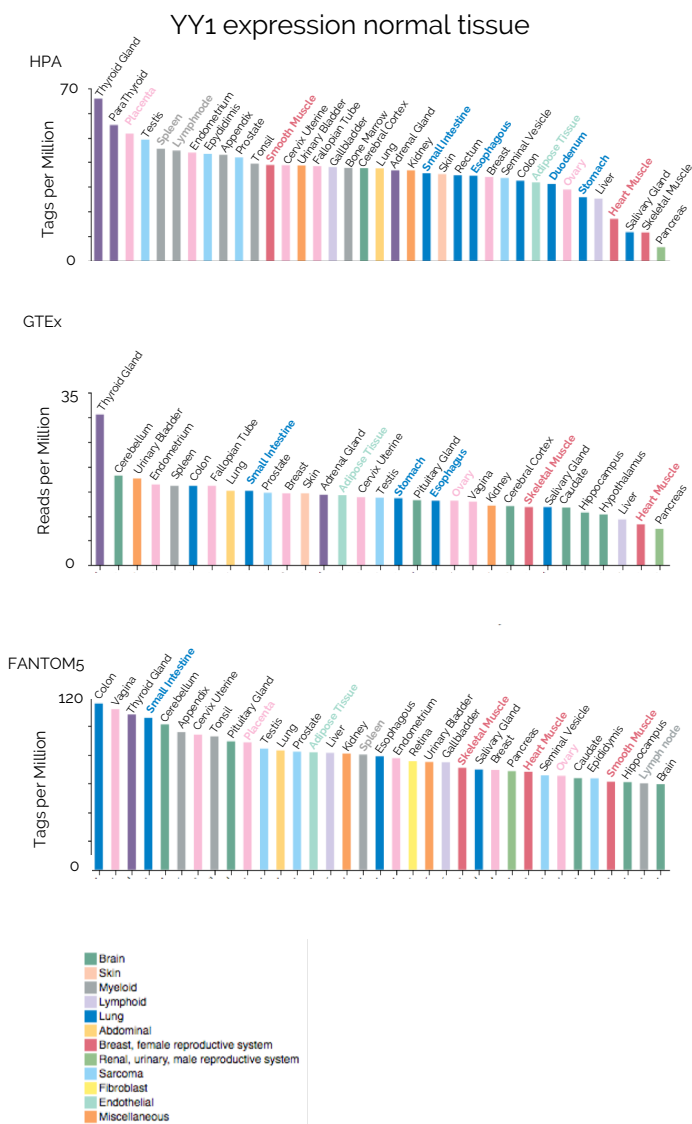 YY1 expression normal tissue
HPA
70
0
Tags per Million
Thyroid Gland
ParaThyroid
Placenta
Testis
Spleen
Lymphnode
Endometrium
Epydidimis
Appendix
Prostate
Tonsil
Smooth Muscle
Cervix Uterine
Urinary Bladder
Fallopian Tube
Galtbladder
Bone Marrow
Cerebral Cortex
Lung
Adrenal Gland
Kidney
Small Intestine
Skin
Rectum
Esophagous
Breast
Seminal Vesicle
Colon
Adipose Tissue
Duodenum
Ovary
Stomach
Liver
Heart Muscle
Salivary Gland
Skeletal Muscle
Pancreas
GTEx
35
0
Reads per Million
Thyroid Gland
Cerebellum
Urinary Bladder
Endometrium
Spleen
Colon
Fallopian Tube
Lung
Small Intestine
Prostate
Breast
Skin
Adrenal Gland
Adipose Tissue
Cervix Uterine
Testis
Stomach
Pituitary Gland
Esophagus
Ovary
Vagina
Kidney
Cerebral Cortex
Skeletal Muscle
Salivary Gland
Caudate
Hippocampus
Hypothalamus
Liver
Heart Muscle
Pancreas
FANTOM5
120
0
Tags per Million
Colon
Vagina
Thyroid Gland
Small Intestine
Cerebellum
Appendix
Cervix Uterine
Tonsil
Pituitary Gland
Placenta
Testis
Lung
Prostate
Adipose Tissue
Liver
Kidney
Spleen
Esophagous
Endometrium
Retina
Urinary Bladder
Galtbladder
Skeletal Muscle
Salivary Gland
Breast
Pancreas
Heart Muscle
Seminal Vesicle
Ovary
Caudate
Epididymis
Smooth Muscle
Hippocampus
Lymph node
Brain
Brain
Skin
Myeloid
Lymphoid
Lung
Abdominal
Breast, female reproductive system
Renal, urinary, male reproductive system
Sarcoma
Fibroblast
Endothelial
Miscellaneous